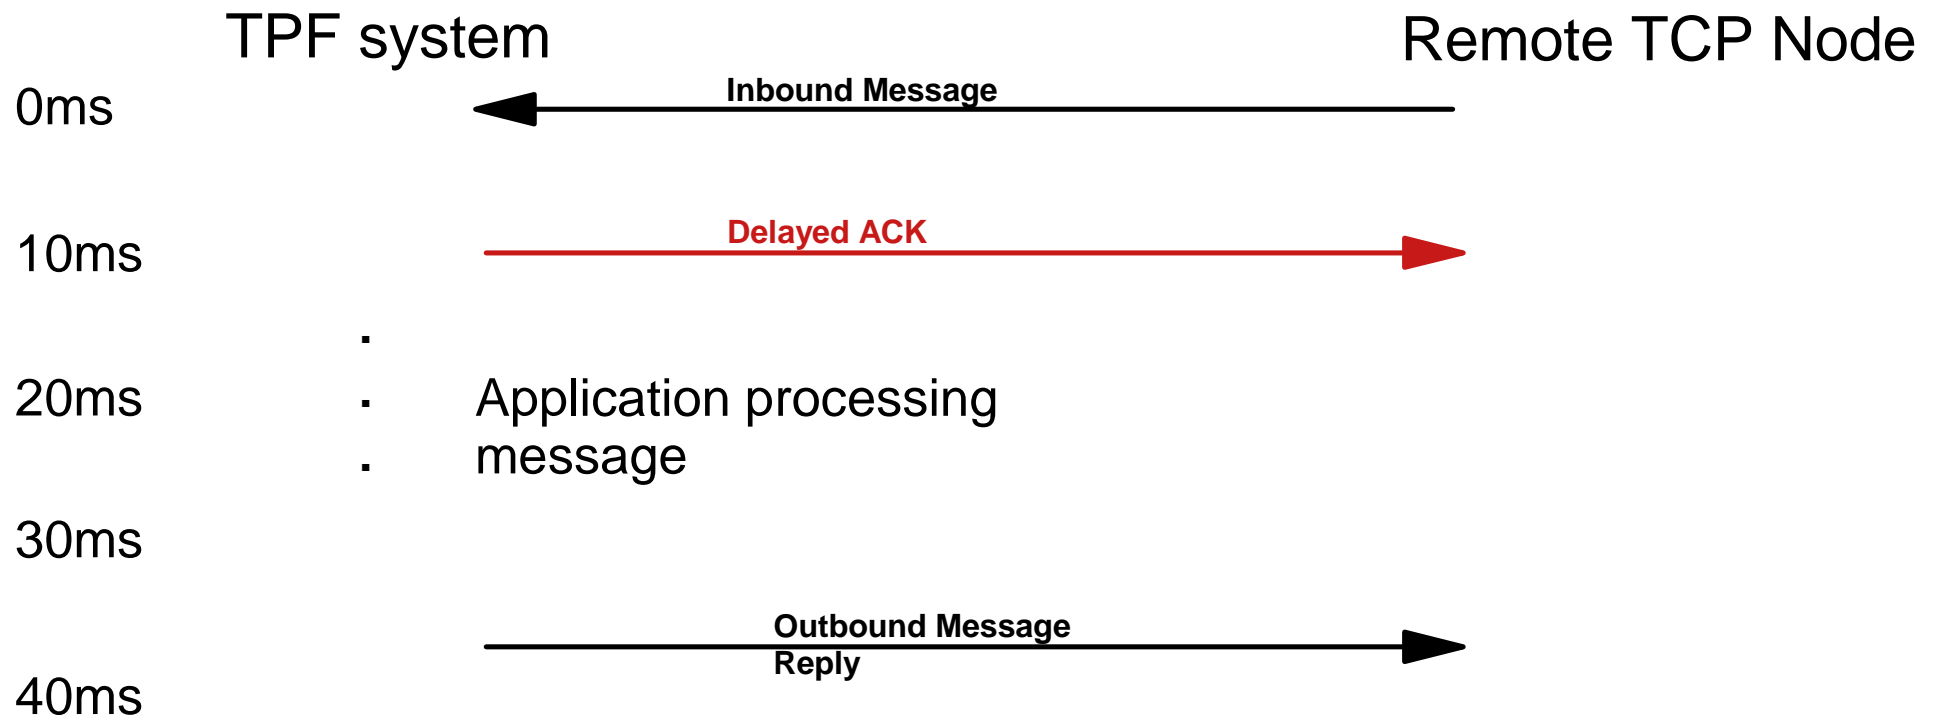 TPF system
Remote TCP Node
Inbound Message
0ms
Delayed ACK
10ms
.
20ms . Application processing
. message
30ms
Outbound Message
Reply
40ms